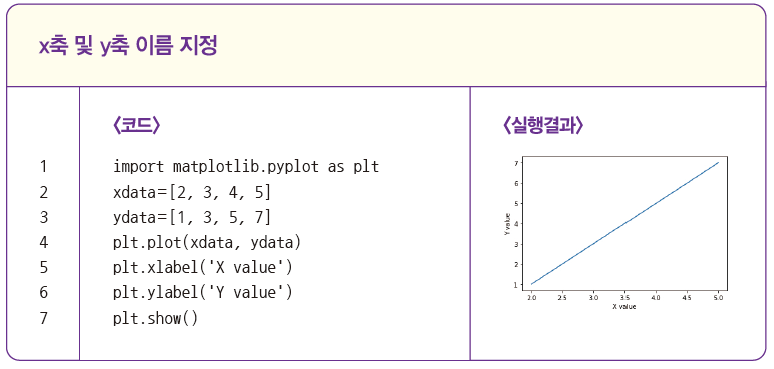 x축 및 y축 이름 지정
<코드>
1 import matplotlib.pyplot as plt
2 xdata=[2, 3, 4, 5]
3 ydata=[1, 3, 5, 7]
4 plt.plot(xdata, ydata)
5 plt.xlabel('X value')
6 plt.ylabel('Y value')
7 plt.show()
<실행결과>
7
6
5
4
3
2
1
Y value
2.0 2.5 3.0 3.5 4.0 4.5 5.0
X value